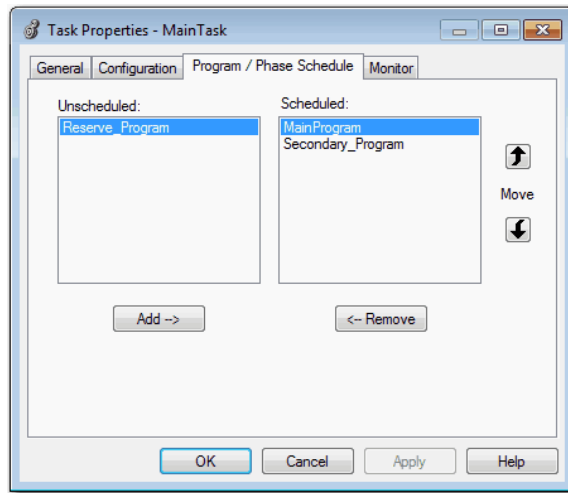 Task Properties - MainTask
General Configuration Program / Phase Schedule Monitor
Unscheduled: Scheduled:
Reserve_Program MainProgram
Secondary_Program
Move
Add --> <-- Remove
OK Cancel Apply Help